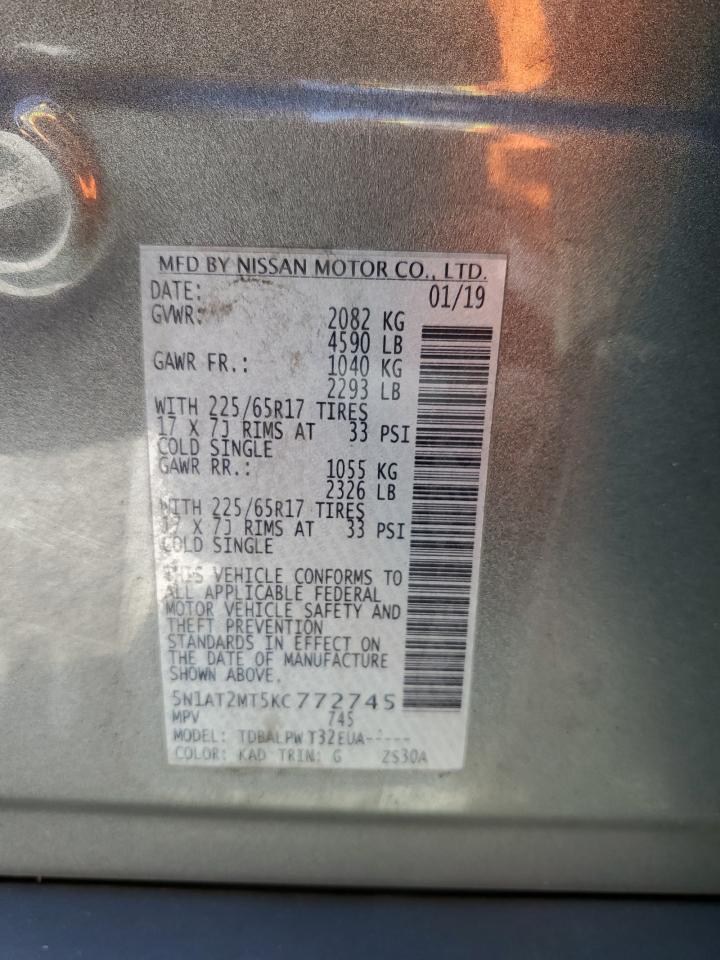 MFD BY NISSAN MOTOR CO., LTD.
DATE: 01/19
GVWR: 2082 KG
4590 LB
GAWR FR.: 1040 KG
2293 LB
WITH 225/65R17 TIRES
17 X 7J RIMS AT 33 PSI
COLD SINGLE
GAWR RR.: 1055 KG
2326 LB
WITH 225/65R17 TIRES
17 X 7J RIMS AT 33 PSI
COLD SINGLE
THIS VEHICLE CONFORMS TO
ALL APPLICABLE FEDERAL
MOTOR VEHICLE SAFETY AND
THEFT PREVENTION
STANDARDS IN EFFECT ON
THE DATE OF MANUFACTURE
SHOWN ABOVE.
5N1AT2MT5KC772745
MPV 745
MODEL: TDBALPW T32EUA-----
COLOR: KAD TRIN: G ZS30A